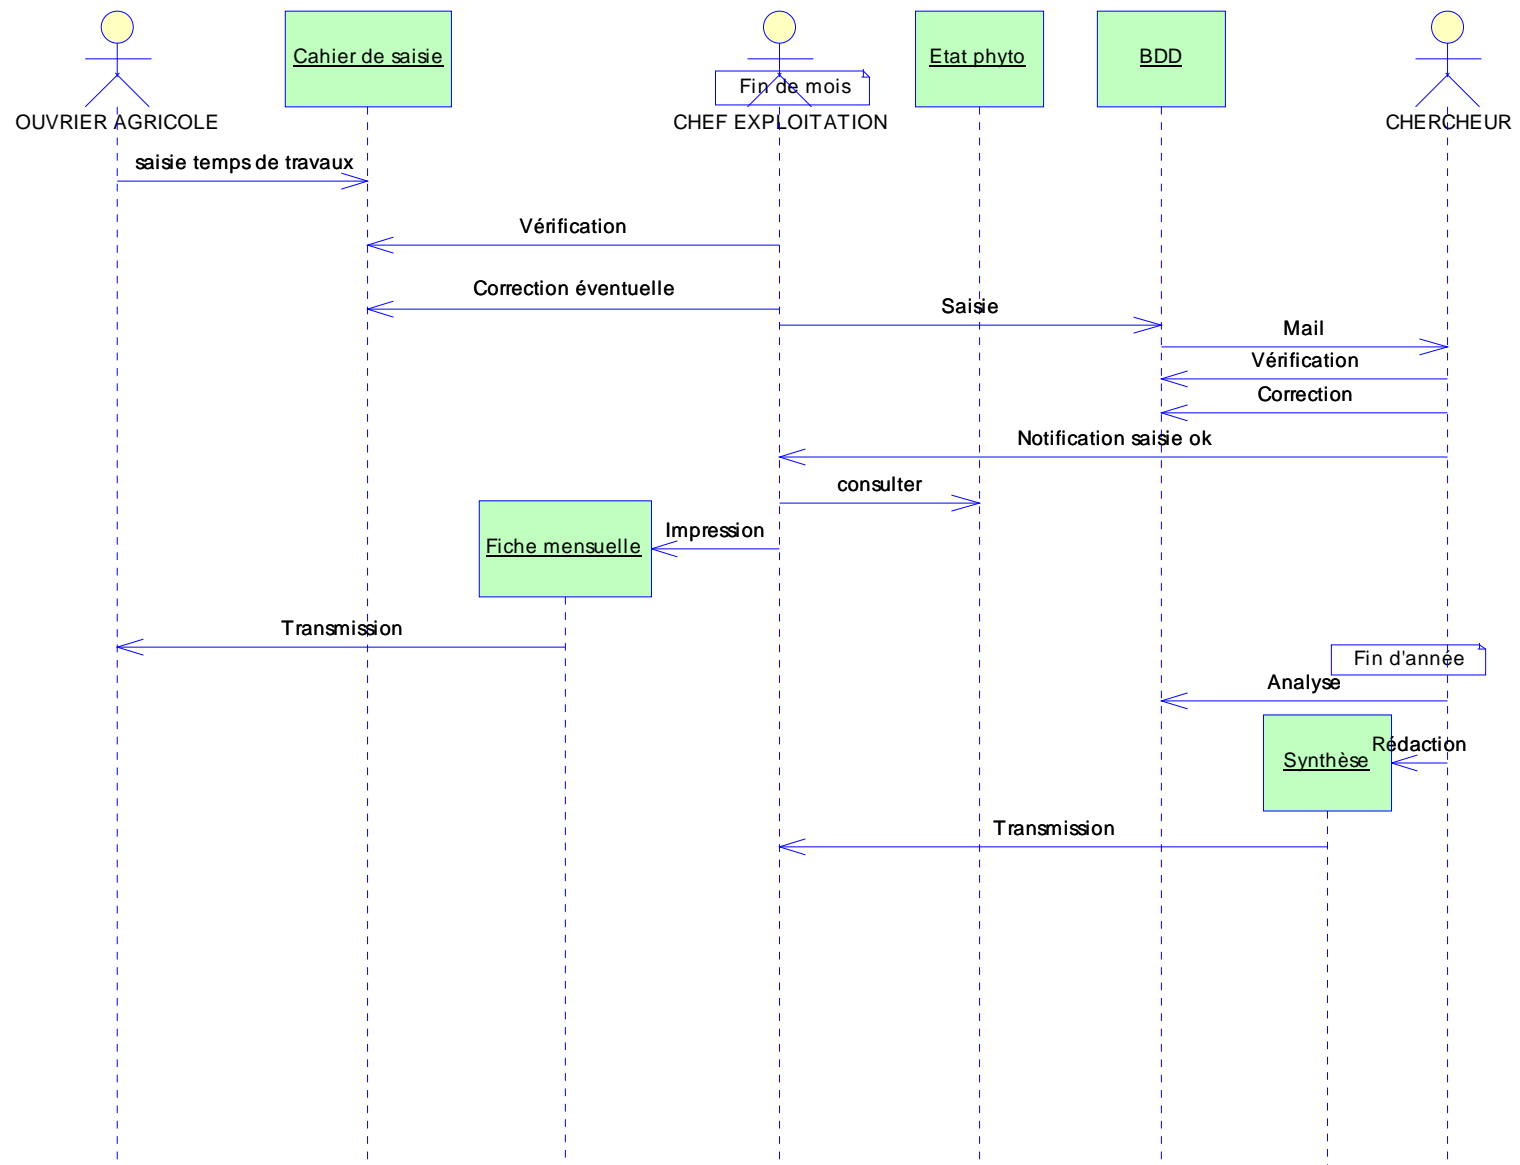 Cahier de saisie
Etat phyto
BDD
Fin de mois
OUVRIER AGRICOLE
CHEF EXPLOITATION
CHERCHEUR
saisie temps de travaux
Vérification
Correction éventuelle
Saisie
Mail
Vérification
Correction
Notification saisie ok
consulter
Impression
Fiche mensuelle
Transmission
Fin d'année
Analyse
Rédaction
Synthèse
Transmission